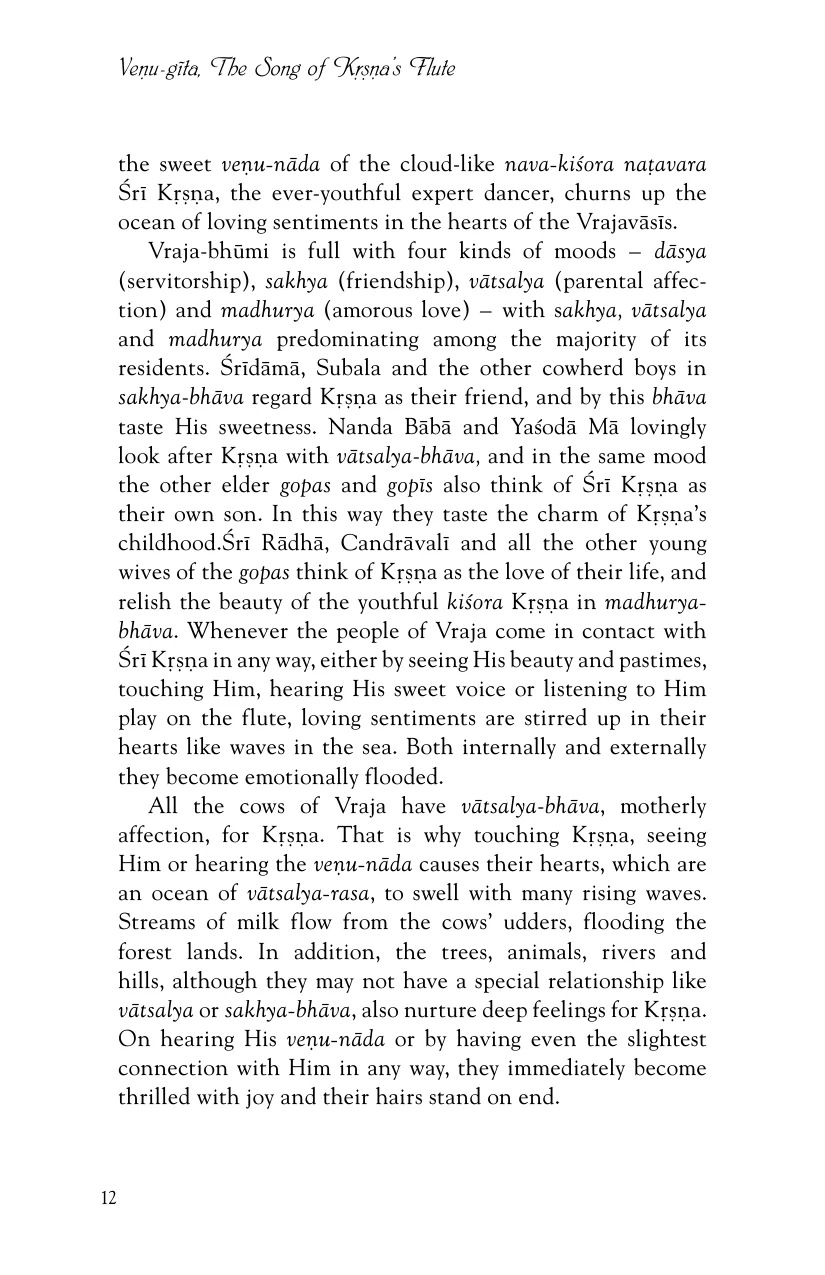 Veṇu-gīta, The Song of Kṛṣṇa's Flute
the sweet veṇu-nāda of the cloud-like nava-kiśora naṭavara
Śrī Kṛṣṇa, the ever-youthful expert dancer, churns up the
ocean of loving sentiments in the hearts of the Vrajavāsīs.
Vraja-bhūmi is full with four kinds of moods – dāsya
(servitorship), sakhya (friendship), vātsalya (parental affec-
tion) and madhurya (amorous love) – with sakhya, vātsalya
and madhurya predominating among the majority of its
residents. Śrīdāmā, Subala and the other cowherd boys in
sakhya-bhāva regard Kṛṣṇa as their friend, and by this bhāva
taste His sweetness. Nanda Bābā and Yaśodā Mā lovingly
look after Kṛṣṇa with vātsalya-bhāva, and in the same mood
the other elder gopas and gopīs also think of Śrī Kṛṣṇa as
their own son. In this way they taste the charm of Kṛṣṇa’s
childhood.Śrī Rādhā, Candrāvalī and all the other young
wives of the gopas think of Kṛṣṇa as the love of their life, and
relish the beauty of the youthful kiśora Kṛṣṇa in madhurya-
bhāva. Whenever the people of Vraja come in contact with
Śrī Kṛṣṇa in any way, either by seeing His beauty and pastimes,
touching Him, hearing His sweet voice or listening to Him
play on the flute, loving sentiments are stirred up in their
hearts like waves in the sea. Both internally and externally
they become emotionally flooded.
All the cows of Vraja have vātsalya-bhāva, motherly
affection, for Kṛṣṇa. That is why touching Kṛṣṇa, seeing
Him or hearing the veṇu-nāda causes their hearts, which are
an ocean of vātsalya-rasa, to swell with many rising waves.
Streams of milk flow from the cows’ udders, flooding the
forest lands. In addition, the trees, animals, rivers and
hills, although they may not have a special relationship like
vātsalya or sakhya-bhāva, also nurture deep feelings for Kṛṣṇa.
On hearing His veṇu-nāda or by having even the slightest
connection with Him in any way, they immediately become
thrilled with joy and their hairs stand on end.
12